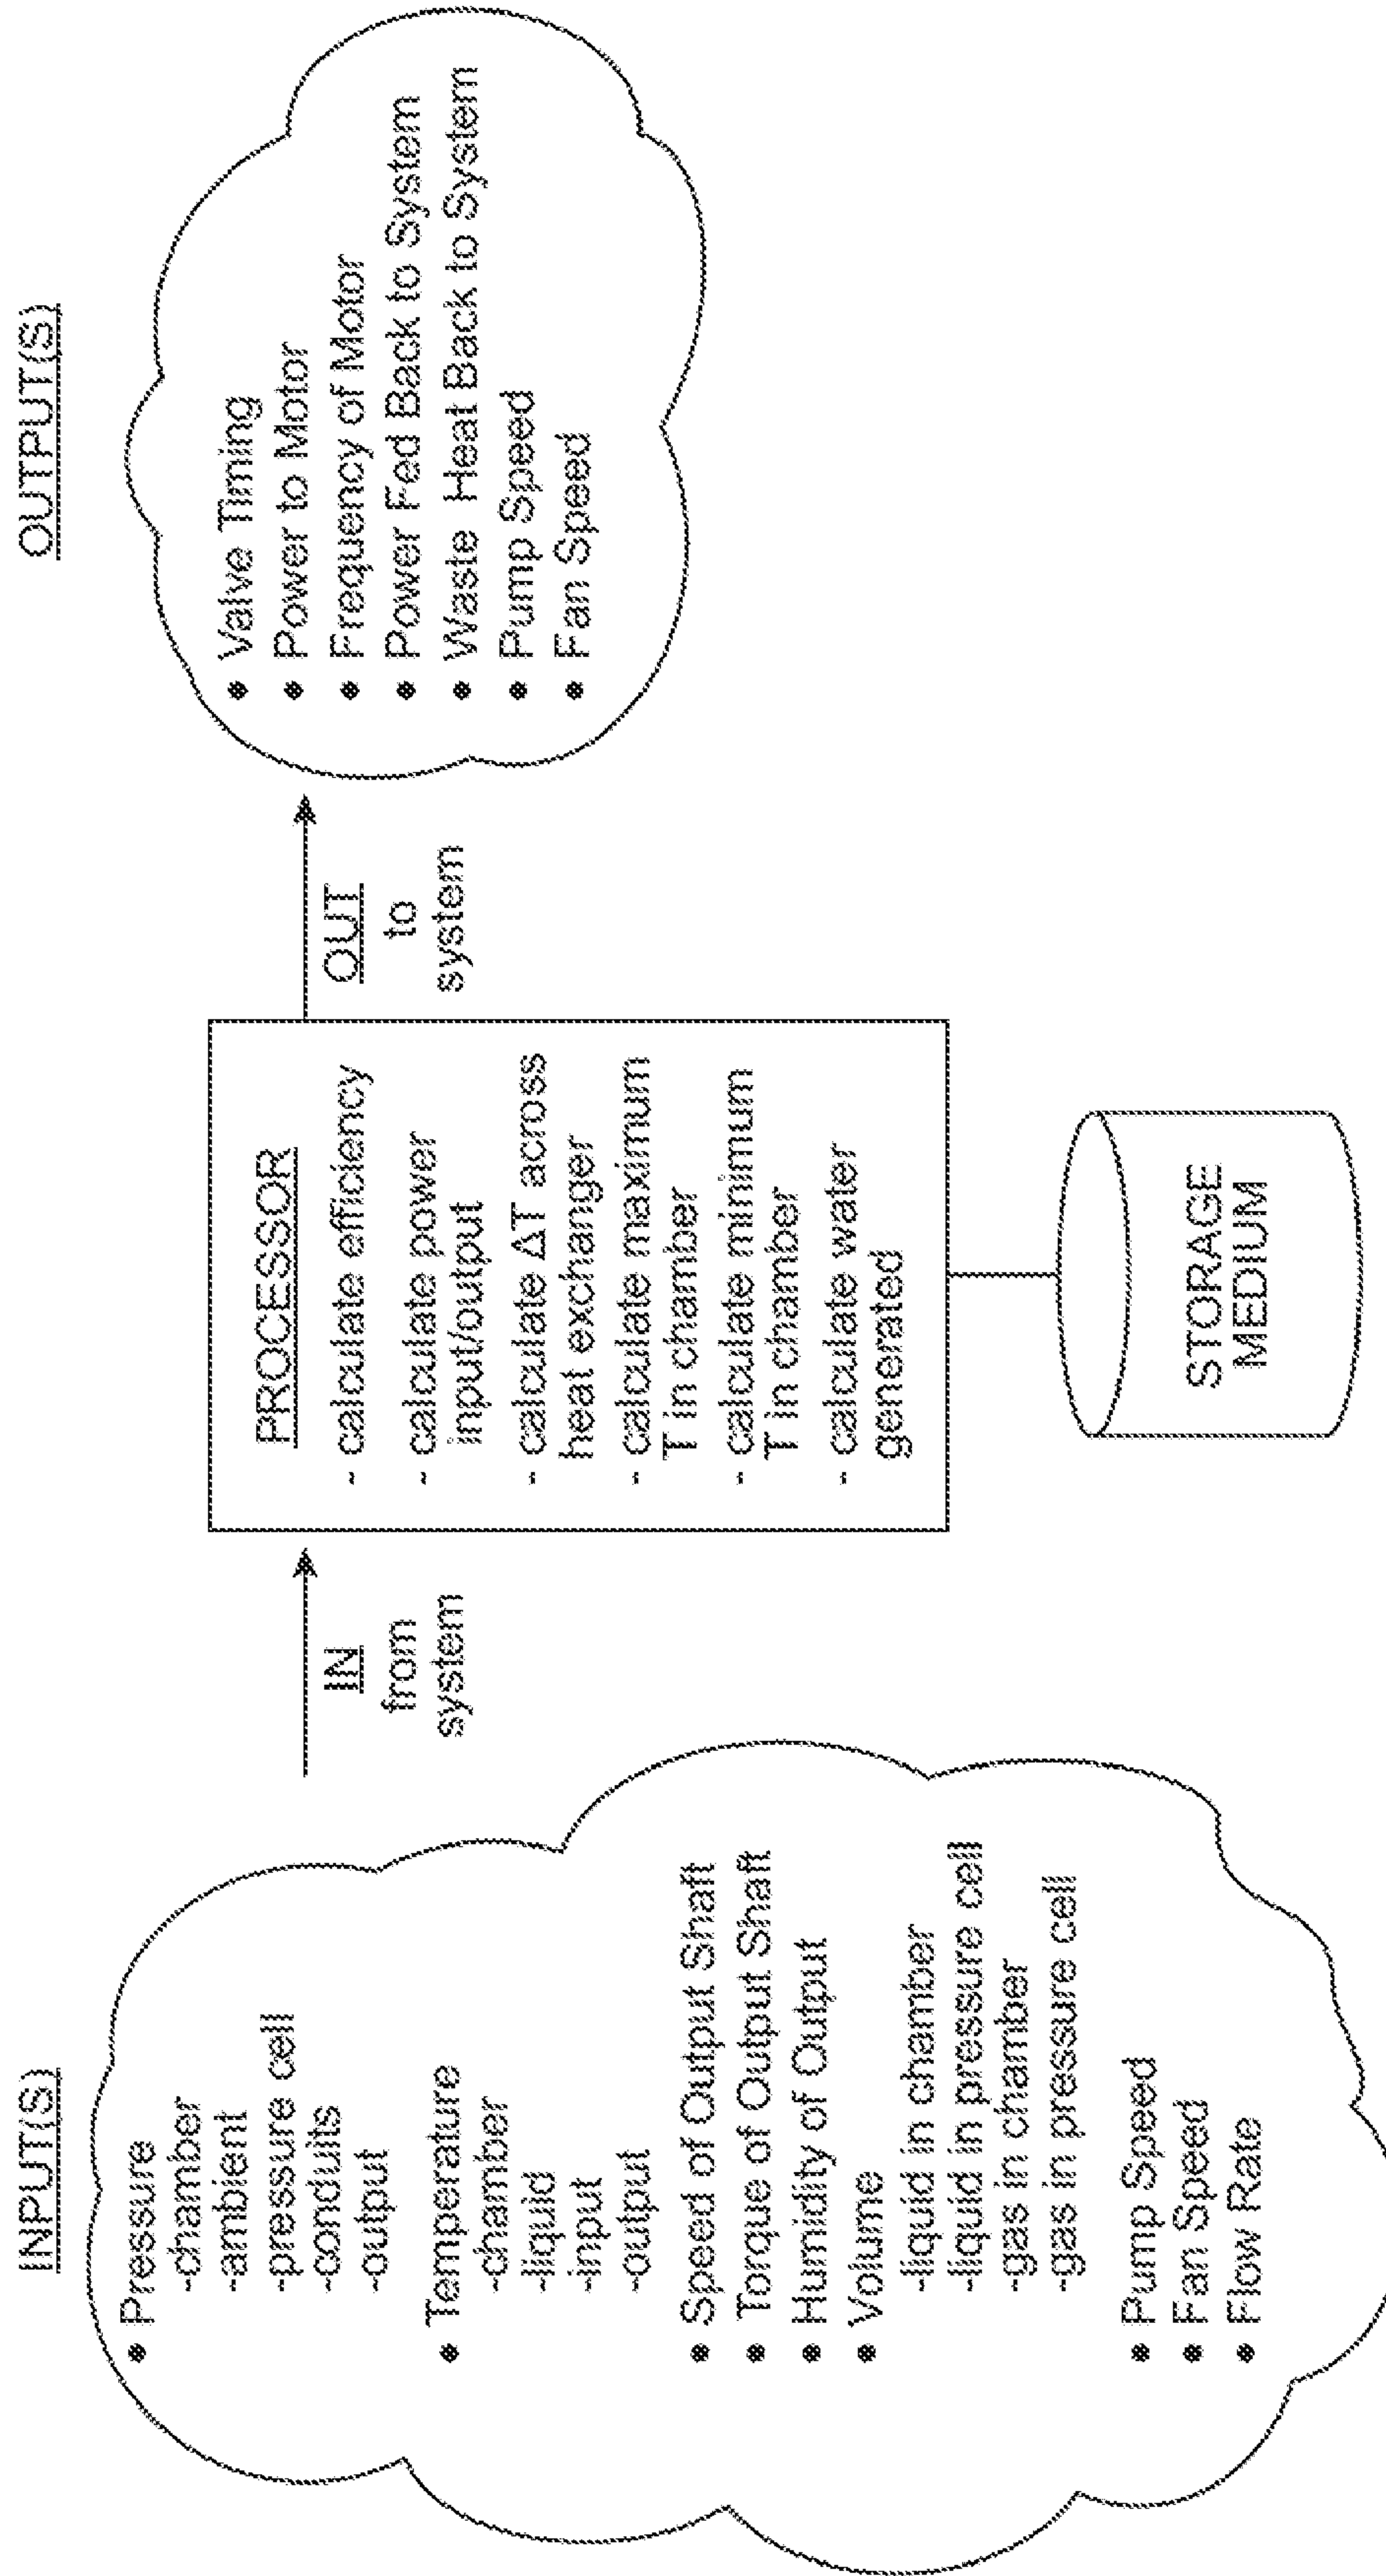 INPUT(S)
● Pressure
-chamber
-ambient
-pressure cell
-conduits
-output
● Temperature
-chamber
-liquid
-input
-output
● Speed of Output Shaft
● Torque of Output Shaft
● Humidity of Output
● Volume
-liquid in chamber
-liquid in pressure cell
-gas in chamber
-gas in pressure cell
● Pump Speed
● Fan Speed
● Flow Rate
IN
from
system
PROCESSOR
- calculate efficiency
- calculate power
input/output
- calculate ΔT across
heat exchanger
- calculate maximum
T in chamber
- calculate minimum
T in chamber
- calculate water
generated
STORAGE
MEDIUM
OUT
to
system
OUTPUT(S)
● Valve Timing
● Power to Motor
● Frequency of Motor
● Power Fed Back to System
● Waste Heat Back to System
● Pump Speed
● Fan Speed